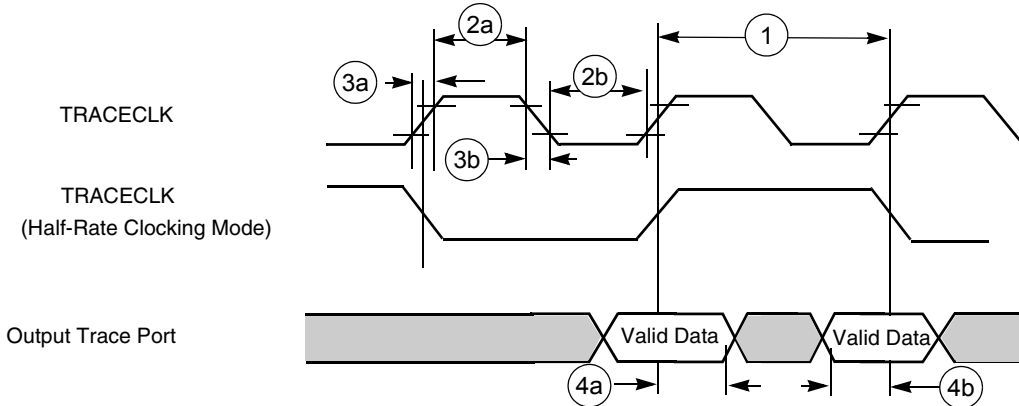 2a
1
3a
2b
TRACECLK
3b
TRACECLK
(Half-Rate Clocking Mode)
Output Trace Port
Valid Data
Valid Data
4a
4b